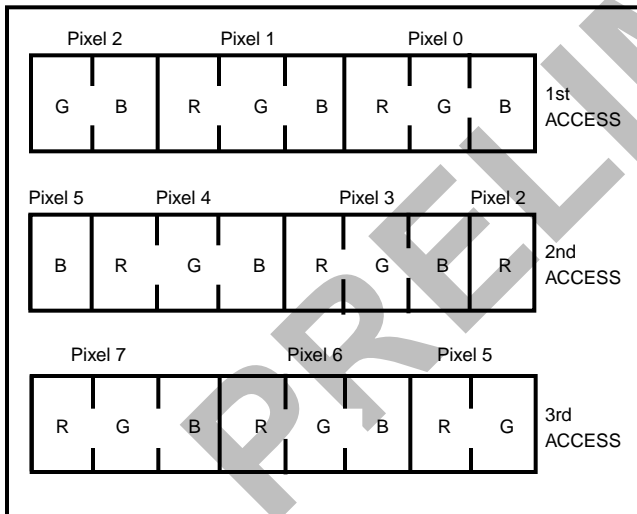 Pixel 2 Pixel 1 Pixel 0
G B R G B R G B
1st
ACCESS
Pixel 5 Pixel 4 Pixel 3 Pixel 2
B R G B R G B R
2nd
ACCESS
Pixel 7 Pixel 6 Pixel 5
R G B R G B R G
3rd
ACCESS